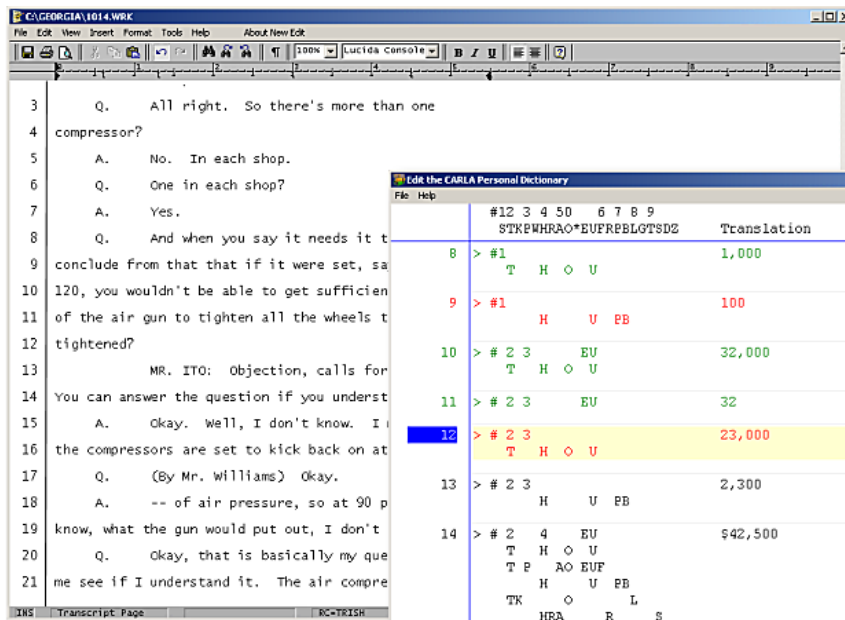 C:\GEORGIA\1014.WRK
File Edit View Insert Format Tools Help About New Edit
100% Lucida Console B I U
3 Q. All right. So there's more than one
4 compressor?
5 A. No. In each shop.
6 Q. One in each shop?
7 A. Yes.
8 Q. And when you say it needs it t
9 conclude from that that if it were set, sa
10 120, you wouldn't be able to get sufficien
11 of the air gun to tighten all the wheels t
12 tightened?
13 MR. ITO: Objection, calls for
14 You can answer the question if you underst
15 A. Okay. Well, I don't know. I
16 the compressors are set to kick back on at
17 Q. (By Mr. Williams) Okay.
18 A. -- of air pressure, so at 90 p
19 know, what the gun would put out, I don't
20 Q. Okay, that is basically my que
21 me see if I understand it. The air compre
INS Transcript Page RC=TRISH
Edit the CARLA Personal Dictionary
File Help
#12 3 4 50 6 7 8 9
STKPWHRAO*EUFRPBLGTSDZ Translation
8 > #1 1,000
T H O U
9 > #1 100
H U PB
10 > # 2 3 EU 32,000
T H O U
11 > # 2 3 EU 32
12 > # 2 3 23,000
T H O U
13 > # 2 3 2,300
H U PB
14 > # 2 4 EU $42,500
T H O U
T P AO EUF
H U PB
TK O L
HRA R S